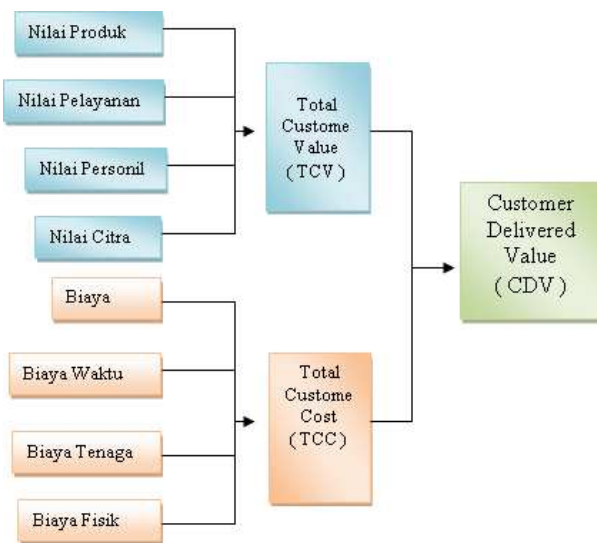 Nilai Produk
Nilai Pelayanan
Nilai Personil
Nilai Citra
Total
Custome
Value
( TCV )
Biaya
Biaya Waktu
Biaya Tenaga
Biaya Fisik
Total
Custome
Cost
(TCC )
Customer
Delivered
Value
( CDV )